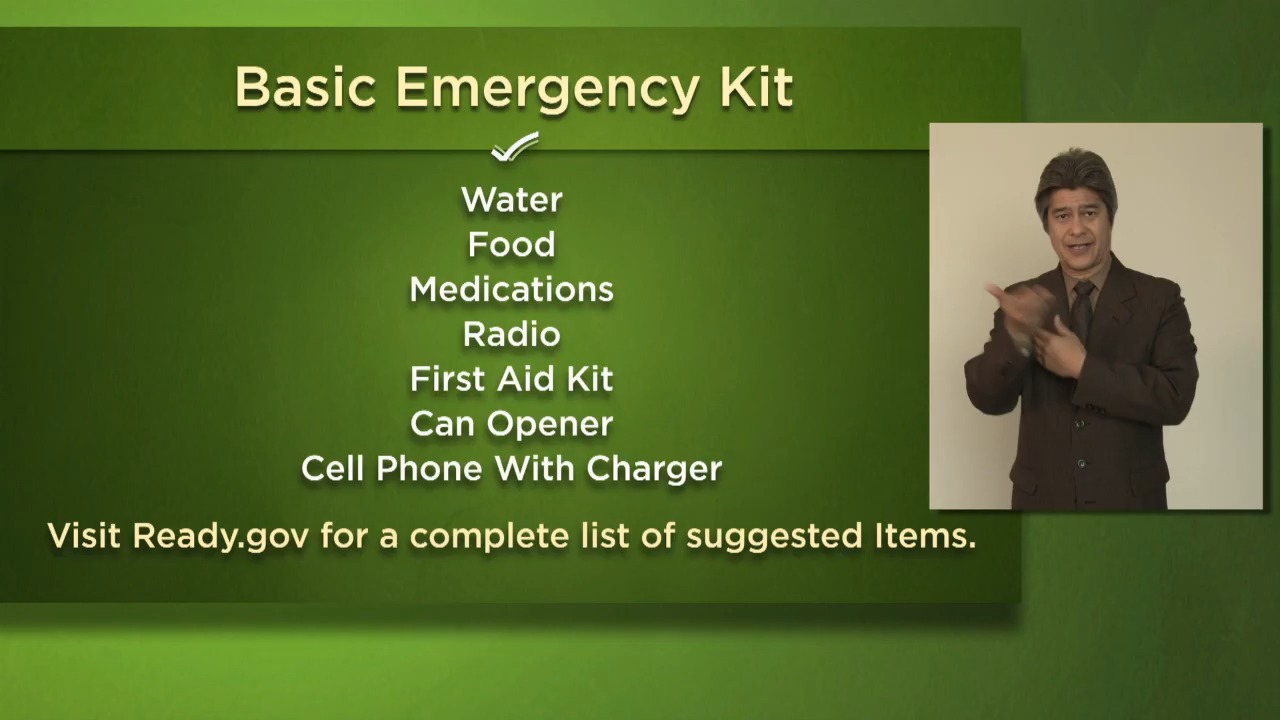 Basic Emergency Kit
Water
Food
Medications
Radio
First Aid Kit
Can Opener
Cell Phone With Charger
Visit Ready.gov for a complete list of suggested Items.